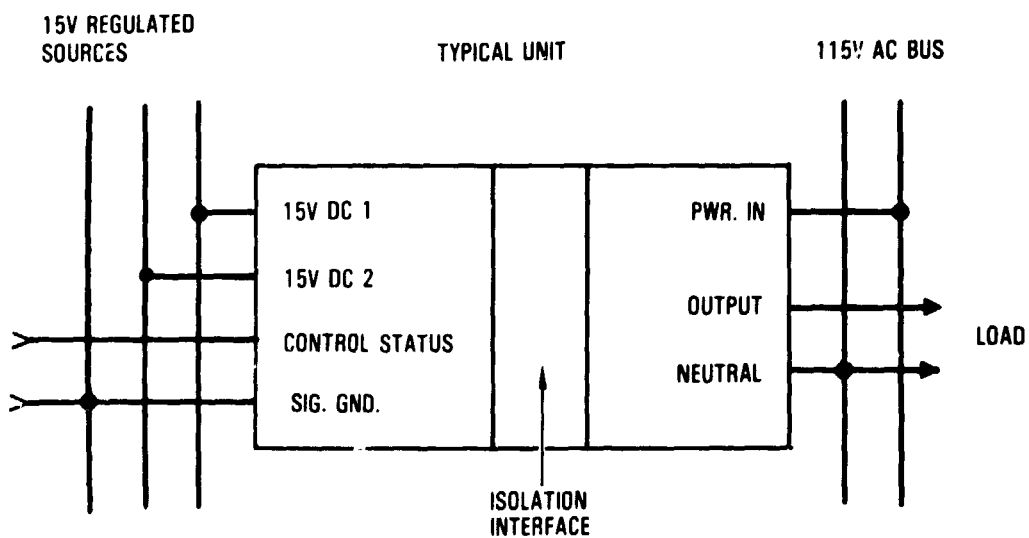 15V REGULATED
SOURCES
TYPICAL UNIT
115V AC BUS
15V DC 1
15V DC 2
CONTROL STATUS
SIG. GND.
PWR. IN
OUTPUT
NEUTRAL
LOAD
ISOLATION
INTERFACE